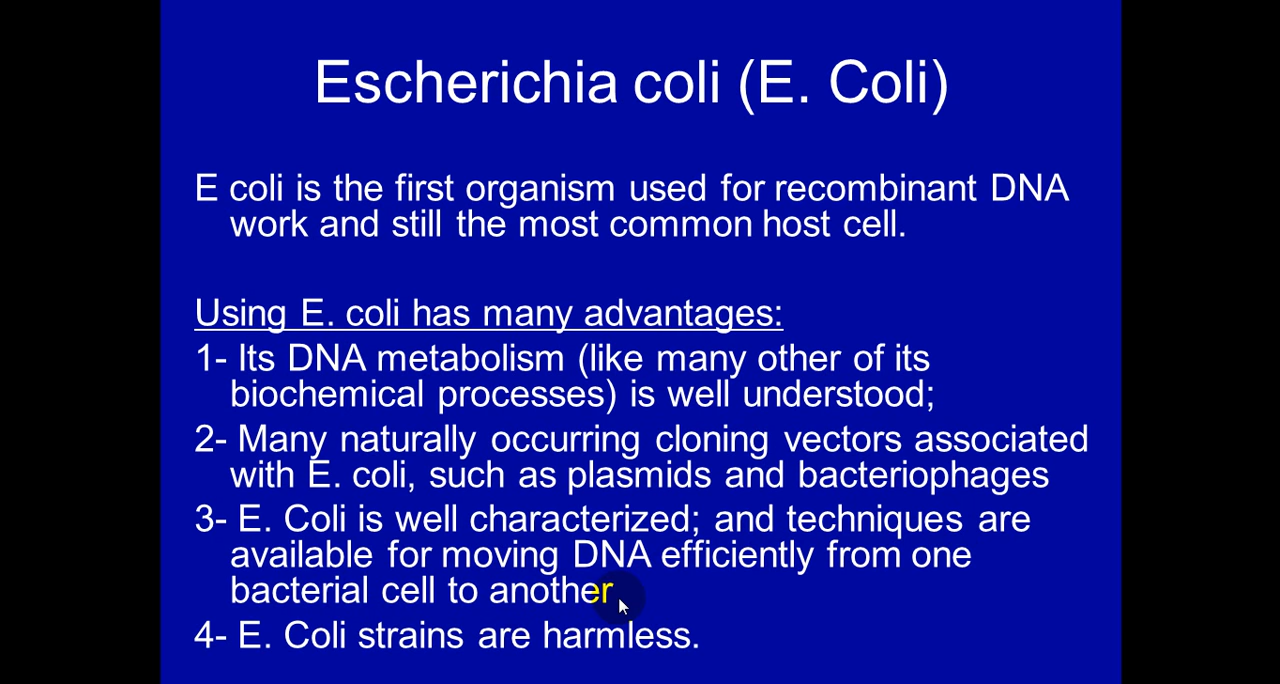 Escherichia coli (E. Coli)
E coli is the first organism used for recombinant DNA
work and still the most common host cell.
Using E. coli has many advantages:
1- Its DNA metabolism (like many other of its
biochemical processes) is well understood;
2- Many naturally occurring cloning vectors associated
with E. coli, such as plasmids and bacteriophages
3- E. Coli is well characterized; and techniques are
available for moving DNA efficiently from one
bacterial cell to another
4- E. Coli strains are harmless.